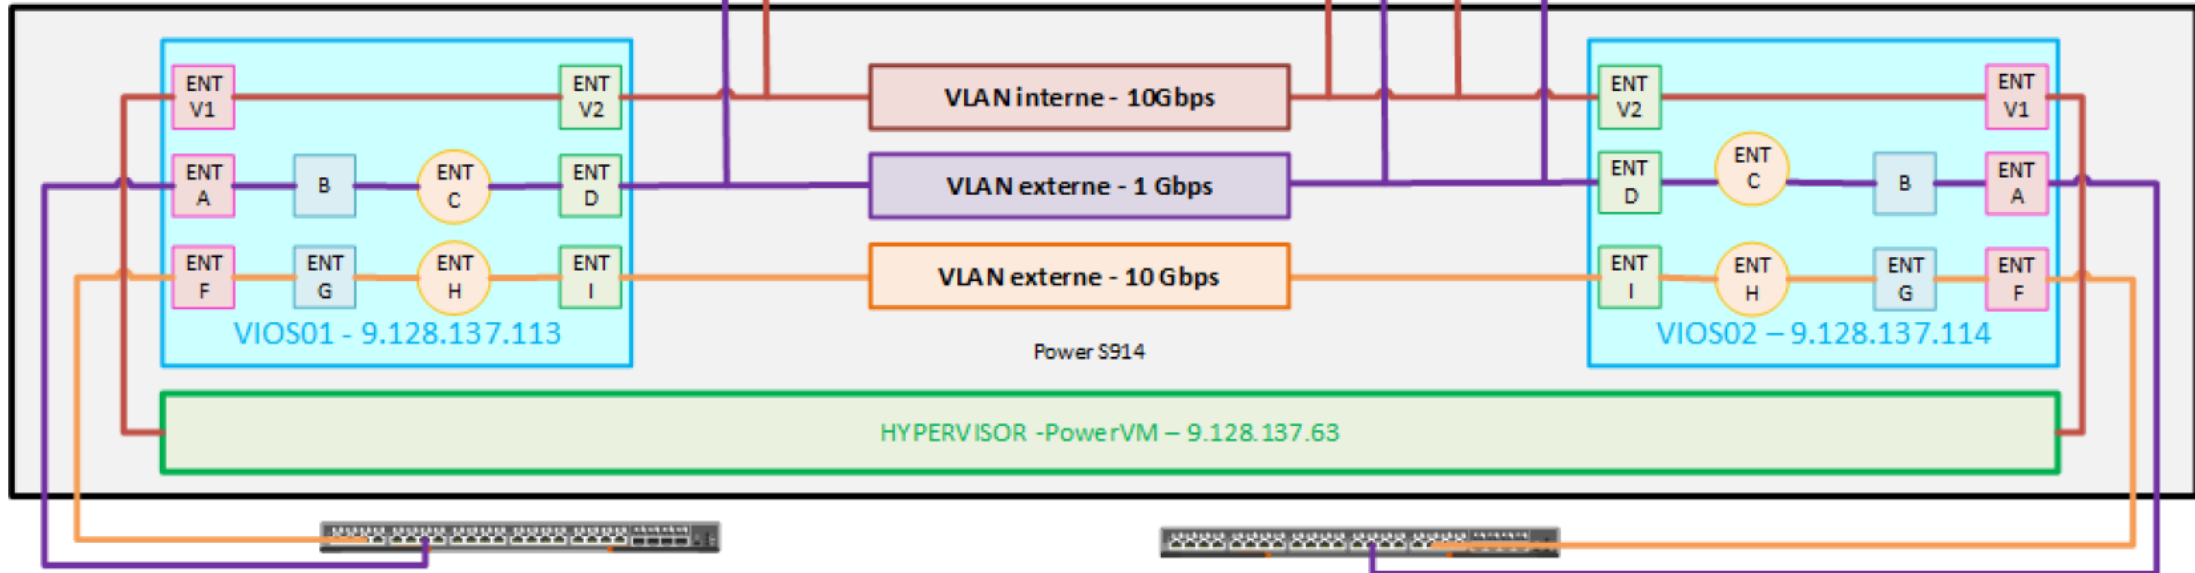 ENT
V1
ENT
V2
VLAN interne - 10Gbps
ENT
V2
ENT
V1
ENT
A
B
ENT
C
ENT
D
VLAN externe - 1 Gbps
ENT
D
ENT
C
B
ENT
A
ENT
F
ENT
G
ENT
H
ENT
I
VLAN externe - 10 Gbps
ENT
I
ENT
H
ENT
G
ENT
F
VIOS01 - 9.128.137.113
VIOS02 – 9.128.137.114
Power S914
HYPERVISOR -PowerVM – 9.128.137.63